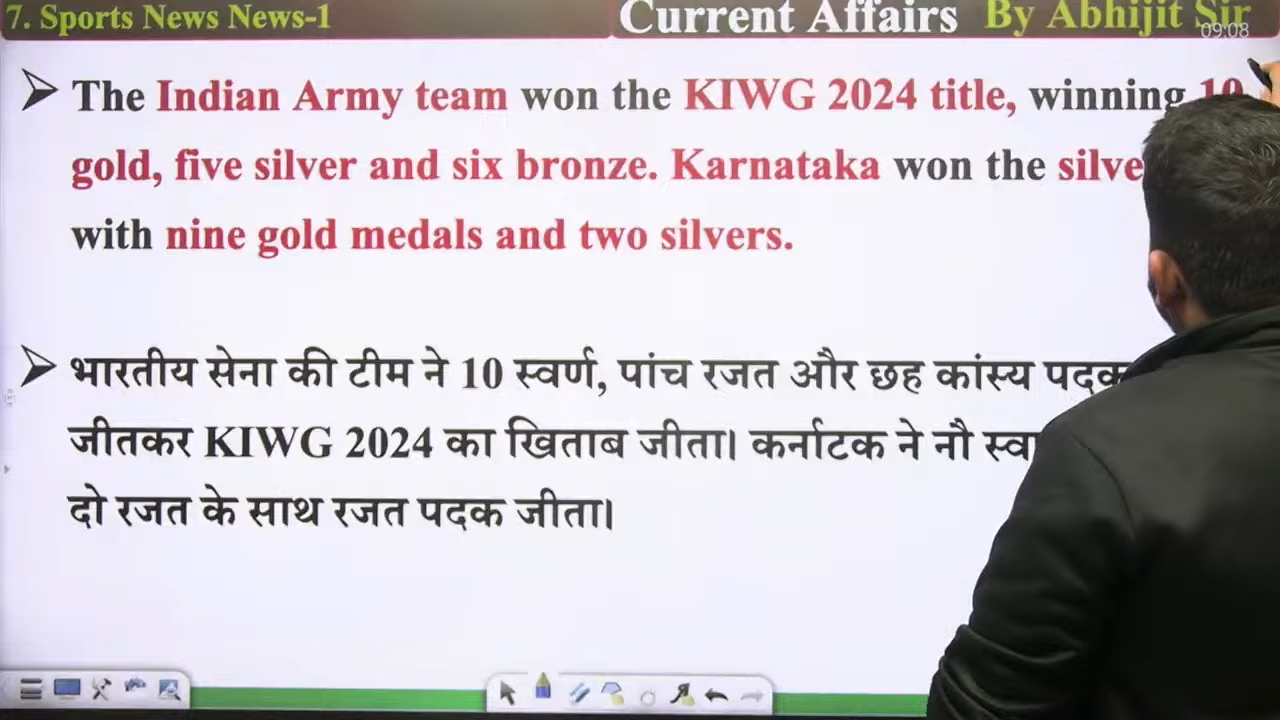 7. Sports News News-1
Current Affairs By Abhijit Sir
09:08
The Indian Army team won the KIWG 2024 title, winning 10
gold, five silver and six bronze. Karnataka won the
with nine gold medals and two silvers.
भारतीय सेना की टीम ने 10 स्वर्ण, पांच रजत और छह कांस्य पदक
जीतकर KIWG 2024 का खिताब जीता। कर्नाटक ने नौ
दो रजत के साथ रजत पदक जीता।